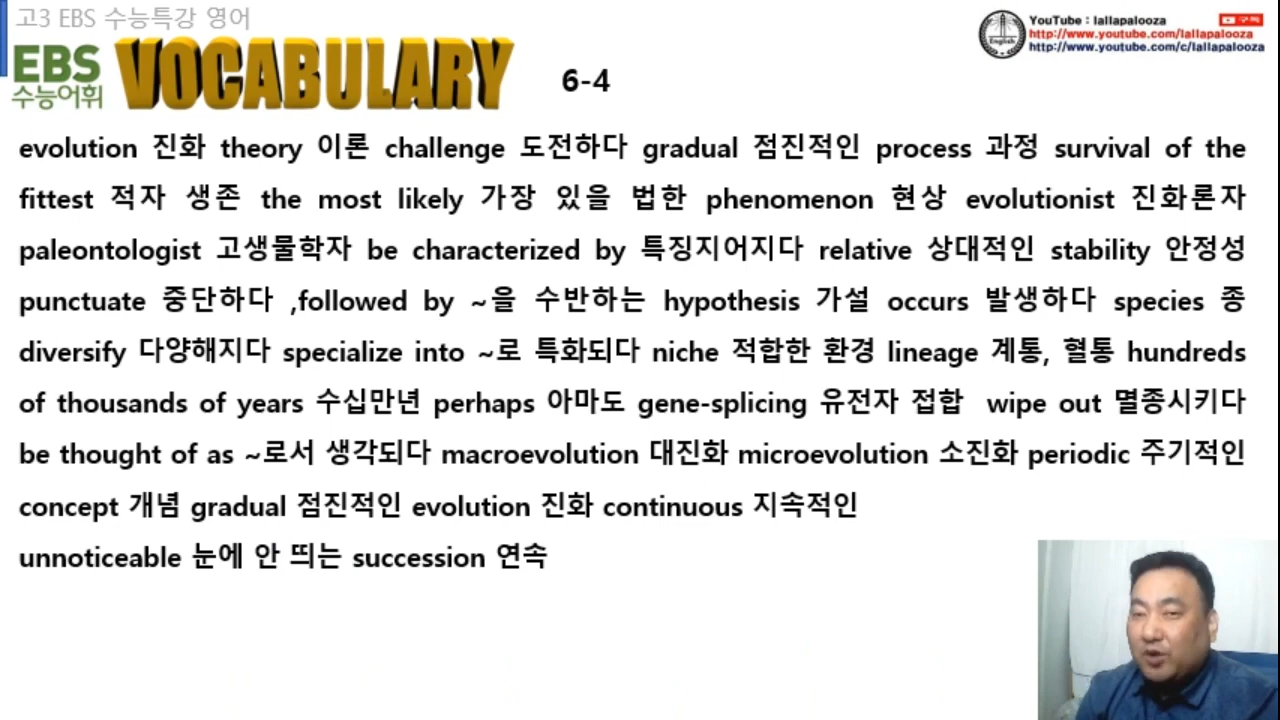 고3 EBS 수능특강 영어
EBS
수능어휘
VOCABULARY
6-4
YouTube : lallapalooza
구독
http://www.youtube.com/lallapalooza
http://www.youtube.com/c/lallapalooza
English
evolution 진화 theory 이론 challenge 도전하다 gradual 점진적인 process 과정 survival of the
fittest 적자 생존 the most likely 가장 있을 법한 phenomenon 현상 evolutionist 진화론자
paleontologist 고생물학자 be characterized by 특징지어지다 relative 상대적인 stability 안정성
punctuate 중단하다 ,followed by ~을 수반하는 hypothesis 가설 occurs 발생하다 species 종
diversify 다양해지다 specialize into ~로 특화되다 niche 적합한 환경 lineage 계통, 혈통 hundreds
of thousands of years 수십만년 perhaps 아마도 gene-splicing 유전자 접합 wipe out 멸종시키다
be thought of as ~로서 생각되다 macroevolution 대진화 microevolution 소진화 periodic 주기적인
concept 개념 gradual 점진적인 evolution 진화 continuous 지속적인
unnoticeable 눈에 안 띄는 succession 연속